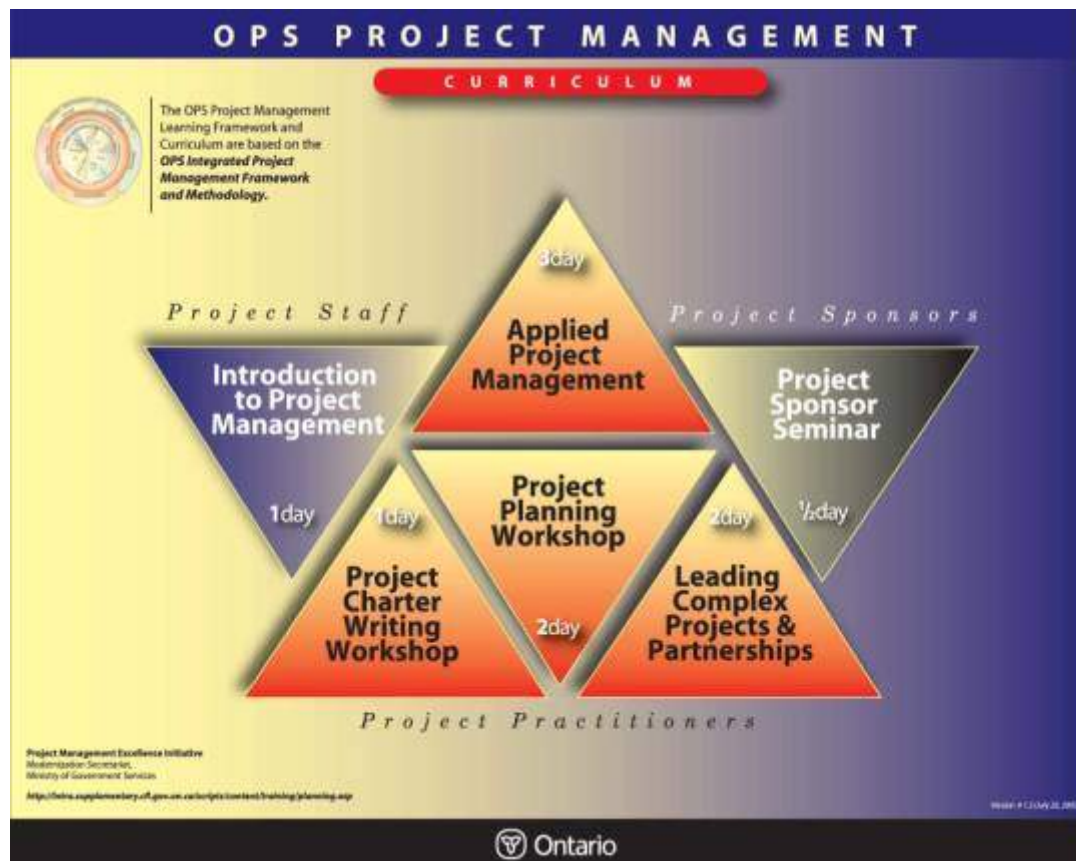 OPS PROJECT MANAGEMENT
CURRICULUM
The OPS Project Management
Learning Framework and
Curriculum are based on the
OPS Integrated Project
Management Framework
and Methodology.
3day
Applied
Project
Management
Project Staff
Introduction
to Project
Management
1day
Project Sponsors
Project
Sponsor
Seminar
½day
1day
Project
Charter
Writing
Workshop
Project
Planning
Workshop
2day
2day
Leading
Complex
Projects &
Partnerships
Project Practitioners
Project Management Excellence Initiative
Modernization Secretariat,
Ministry of Government Services
Ontario